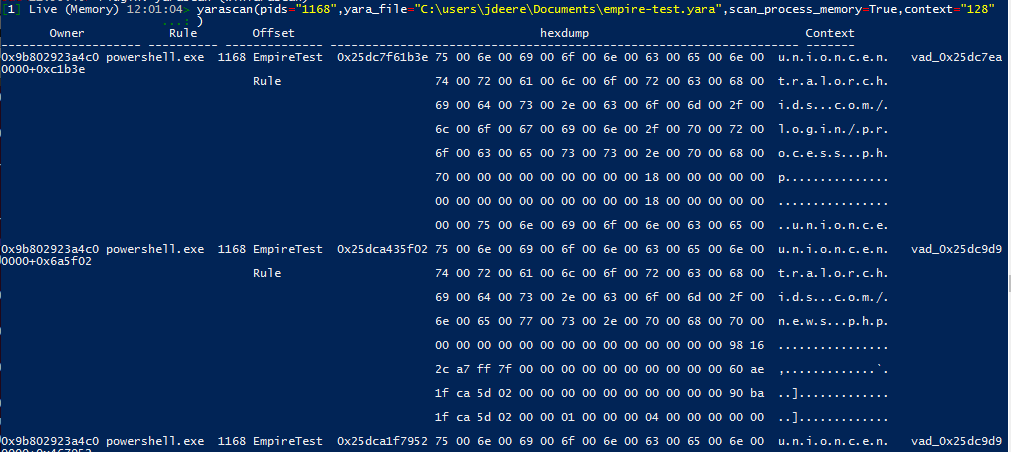 [1] Live (Memory) 12:01:04> yarascan(pids="1168",yara_file="C:\users\jdeere\Documents\empire-test.yara",scan_process_memory=True,context="128"
...: )
Owner Rule Offset hexdump Context
0x9b802923a4c0 powershell.exe 1168 EmpireTest 0x25dc7f61b3e 75 00 6e 00 69 00 6f 00 6e 00 63 00 65 00 6e 00 u.n.i.o.n.c.e.n. vad_0x25dc7ea
0000+0xc1b3e
Rule 74 00 72 00 61 00 6c 00 6f 00 72 00 63 00 68 00 t.r.a.l.o.r.c.h.
69 00 64 00 73 00 2e 00 63 00 6f 00 6d 00 2f 00 i.d.s...c.o.m./.
6c 00 6f 00 67 00 69 00 6e 00 2f 00 70 00 72 00 l.o.g.i.n./.p.r.
6f 00 63 00 65 00 73 00 73 00 2e 00 70 00 68 00 o.c.e.s.s...p.h.
70 00 00 00 00 00 00 00 00 00 18 00 00 00 00 00 p...............
00 00 00 00 00 00 00 00 00 00 18 00 00 00 00 00 ................
00 00 75 00 6e 00 69 00 6f 00 6e 00 63 00 65 00 ..u.n.i.o.n.c.e.
0x9b802923a4c0 powershell.exe 1168 EmpireTest 0x25dca435f02 75 00 6e 00 69 00 6f 00 6e 00 63 00 65 00 6e 00 u.n.i.o.n.c.e.n. vad_0x25dc9d9
0000+0x6a5f02
Rule 74 00 72 00 61 00 6c 00 6f 00 72 00 63 00 68 00 t.r.a.l.o.r.c.h.
69 00 64 00 73 00 2e 00 63 00 6f 00 6d 00 2f 00 i.d.s...c.o.m./.
6e 00 65 00 77 00 73 00 2e 00 70 00 68 00 70 00 n.e.w.s...p.h.p.
00 00 00 00 00 00 00 00 00 00 00 00 00 00 98 16 ................
2c a7 ff 7f 00 00 00 00 00 00 00 00 00 00 60 ae ,.............`.
1f ca 5d 02 00 00 00 00 00 00 00 00 00 00 90 ba ..].............
1f ca 5d 02 00 00 01 00 00 00 04 00 00 00 00 00 ..].............
0x9b802923a4c0 powershell.exe 1168 EmpireTest 0x25dca1f7952 75 00 6e 00 69 00 6f 00 6e 00 63 00 65 00 6e 00 u.n.i.o.n.c.e.n. vad_0x25dc9d9